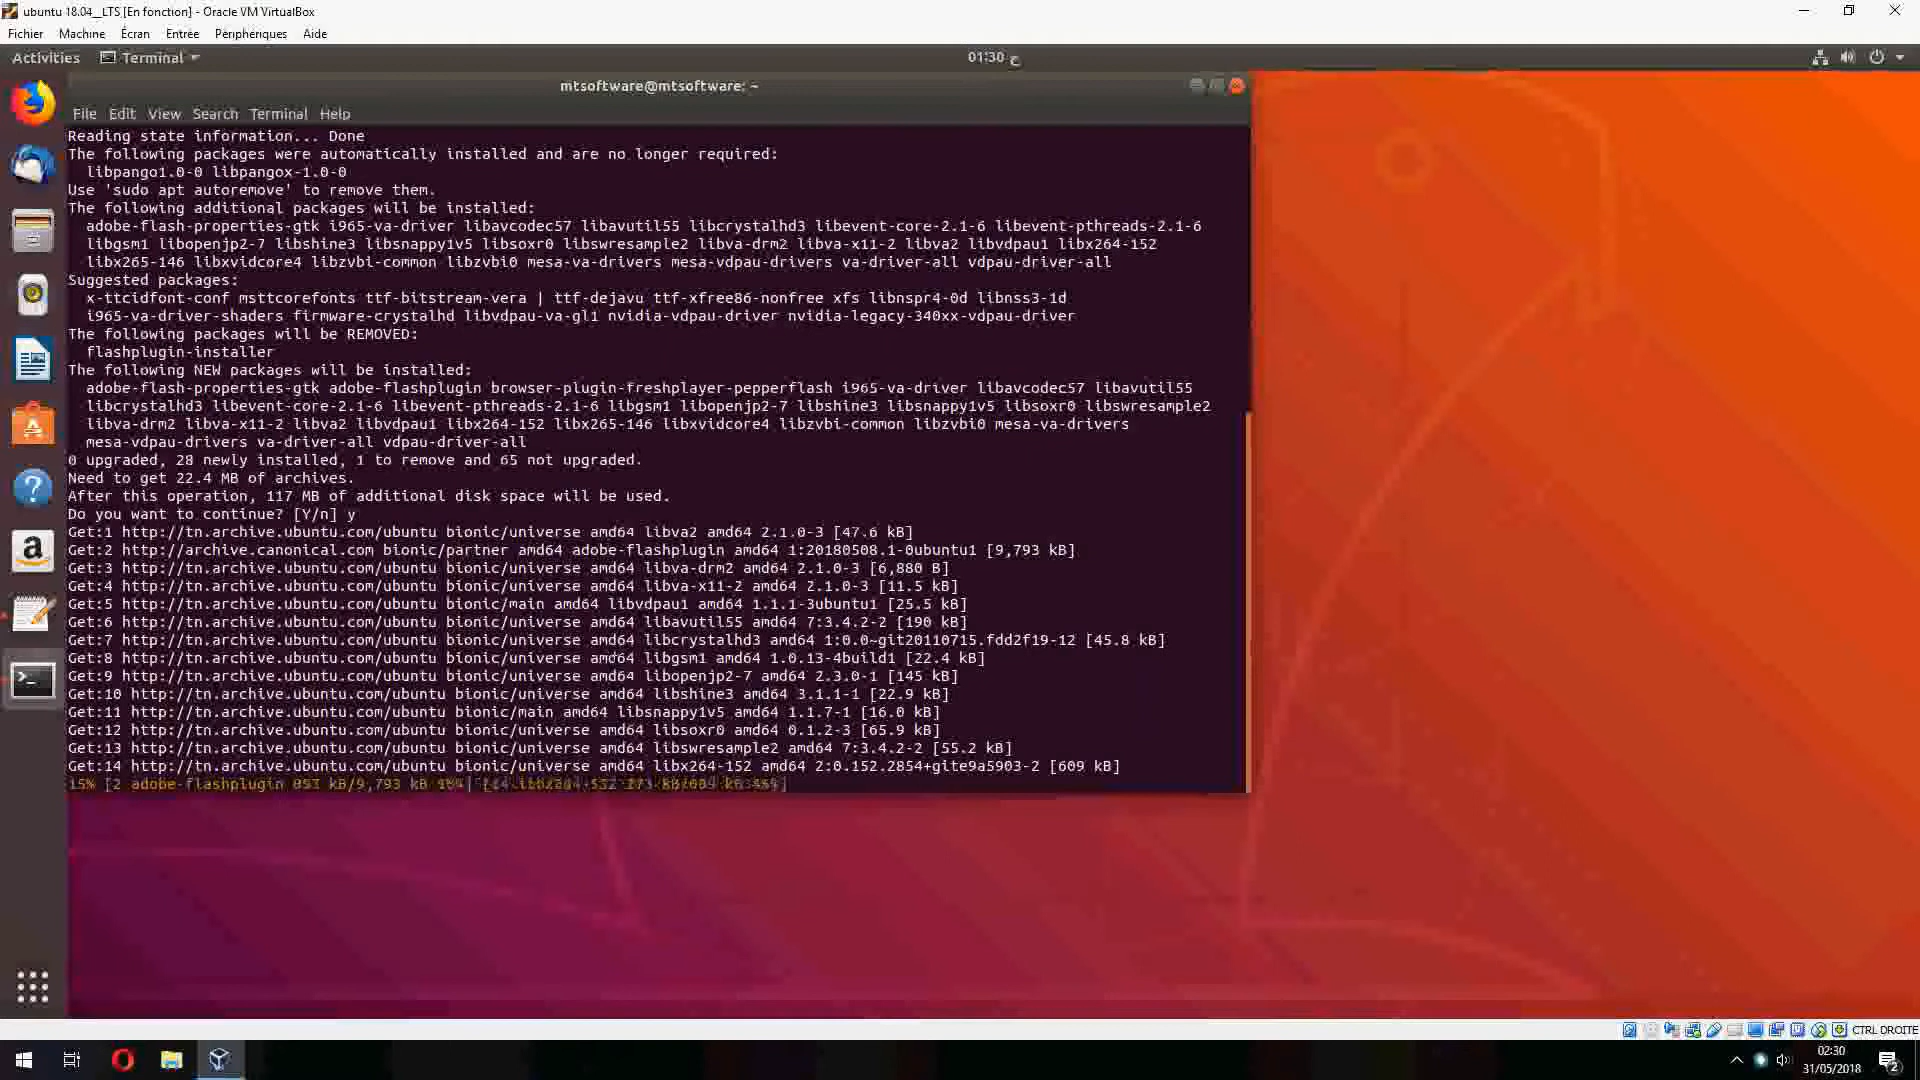 ubuntu 18.04__LTS [En fonction] - Oracle VM VirtualBox
Fichier Machine Écran Entrée Périphériques Aide
Activities Terminal 01:30
mtsoftware@mtsoftware: ~
File Edit View Search Terminal Help
Reading state information... Done
The following packages were automatically installed and are no longer required:
libpango1.0-0 libpangox-1.0-0
Use 'sudo apt autoremove' to remove them.
The following additional packages will be installed:
adobe-flash-properties-gtk i965-va-driver libavcodec57 libavutil55 libcrystalhd3 libevent-core-2.1-6 libevent-pthreads-2.1-6
libgsm1 libopenjp2-7 libshine3 libsnappy1v5 libsoxr0 libswresample2 libva-drm2 libva-x11-2 libva2 libvdpau1 libx264-152
libx265-146 libxvidcore4 libzvbi-common libzvbi0 mesa-va-drivers mesa-vdpau-drivers va-driver-all vdpau-driver-all
Suggested packages:
x-ttcidfont-conf msttcorefonts ttf-bitstream-vera | ttf-dejavu ttf-xfree86-nonfree xfs libnspr4-0d libnss3-1d
i965-va-driver-shaders firmware-crystalhd libvdpau-va-gl1 nvidia-vdpau-driver nvidia-legacy-340xx-vdpau-driver
The following packages will be REMOVED:
flashplugin-installer
The following NEW packages will be installed:
adobe-flash-properties-gtk adobe-flashplugin browser-plugin-freshplayer-pepperflash i965-va-driver libavcodec57 libavutil55
libcrystalhd3 libevent-core-2.1-6 libevent-pthreads-2.1-6 libgsm1 libopenjp2-7 libshine3 libsnappy1v5 libsoxr0 libswresample2
libva-drm2 libva-x11-2 libva2 libvdpau1 libx264-152 libx265-146 libxvidcore4 libzvbi-common libzvbi0 mesa-va-drivers
mesa-vdpau-drivers va-driver-all vdpau-driver-all
0 upgraded, 28 newly installed, 1 to remove and 65 not upgraded.
Need to get 22.4 MB of archives.
After this operation, 117 MB of additional disk space will be used.
Do you want to continue? [Y/n] y
Get:1 http://tn.archive.ubuntu.com/ubuntu bionic/universe amd64 libva2 amd64 2.1.0-3 [47.6 kB]
Get:2 http://archive.canonical.com bionic/partner amd64 adobe-flashplugin amd64 1:20180508.1-0ubuntu1 [9,793 kB]
Get:3 http://tn.archive.ubuntu.com/ubuntu bionic/universe amd64 libva-drm2 amd64 2.1.0-3 [6,880 B]
Get:4 http://tn.archive.ubuntu.com/ubuntu bionic/universe amd64 libva-x11-2 amd64 2.1.0-3 [11.5 kB]
Get:5 http://tn.archive.ubuntu.com/ubuntu bionic/main amd64 libvdpau1 amd64 1.1.1-3ubuntu1 [25.5 kB]
Get:6 http://tn.archive.ubuntu.com/ubuntu bionic/universe amd64 libavutil55 amd64 7:3.4.2-2 [190 kB]
Get:7 http://tn.archive.ubuntu.com/ubuntu bionic/universe amd64 libcrystalhd3 amd64 1:0.0~git20110715.fdd2f19-12 [45.8 kB]
Get:8 http://tn.archive.ubuntu.com/ubuntu bionic/universe amd64 libgsm1 amd64 1.0.13-4build1 [22.4 kB]
Get:9 http://tn.archive.ubuntu.com/ubuntu bionic/universe amd64 libopenjp2-7 amd64 2.3.0-1 [145 kB]
Get:10 http://tn.archive.ubuntu.com/ubuntu bionic/universe amd64 libshine3 amd64 3.1.1-1 [22.9 kB]
Get:11 http://tn.archive.ubuntu.com/ubuntu bionic/main amd64 libsnappy1v5 amd64 1.1.7-1 [16.0 kB]
Get:12 http://tn.archive.ubuntu.com/ubuntu bionic/universe amd64 libsoxr0 amd64 0.1.2-3 [65.9 kB]
Get:13 http://tn.archive.ubuntu.com/ubuntu bionic/universe amd64 libswresample2 amd64 7:3.4.2-2 [55.2 kB]
Get:14 http://tn.archive.ubuntu.com/ubuntu bionic/universe amd64 libx264-152 amd64 2:0.152.2854+gite9a5903-2 [609 kB]
15% [2 adobe-flashplugin kB/9,793 kB
CTRL DROITE
02:30
31/05/2018
2